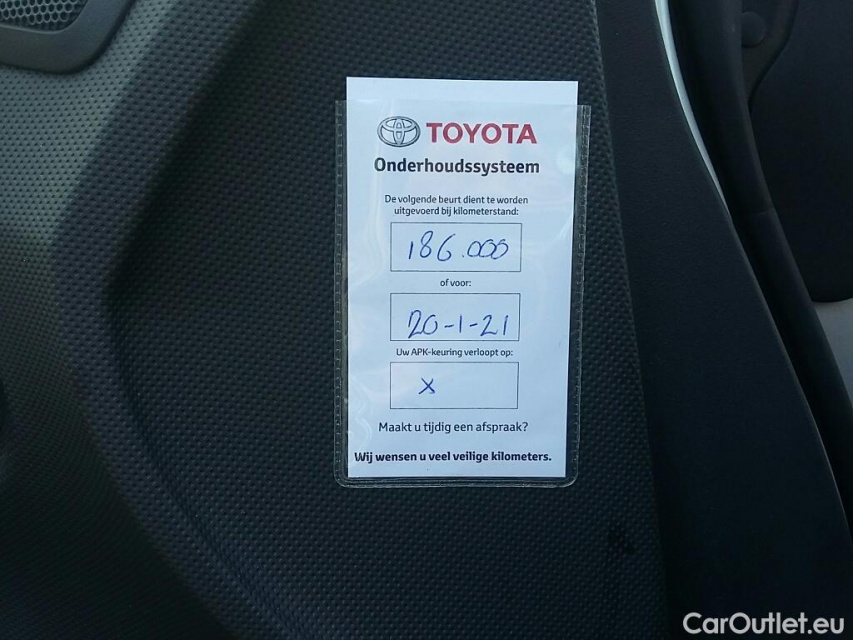 TOYOTA
Onderhoudssysteem
De volgende beurt dient te worden
uitgevoerd bij kilometerstand:
186.000
of voor:
20-1-21
Uw APK-keuring verloopt op:
x
Maakt u tijdig een afspraak?
Wij wensen u veel veilige kilometers.
CarOutlet.eu